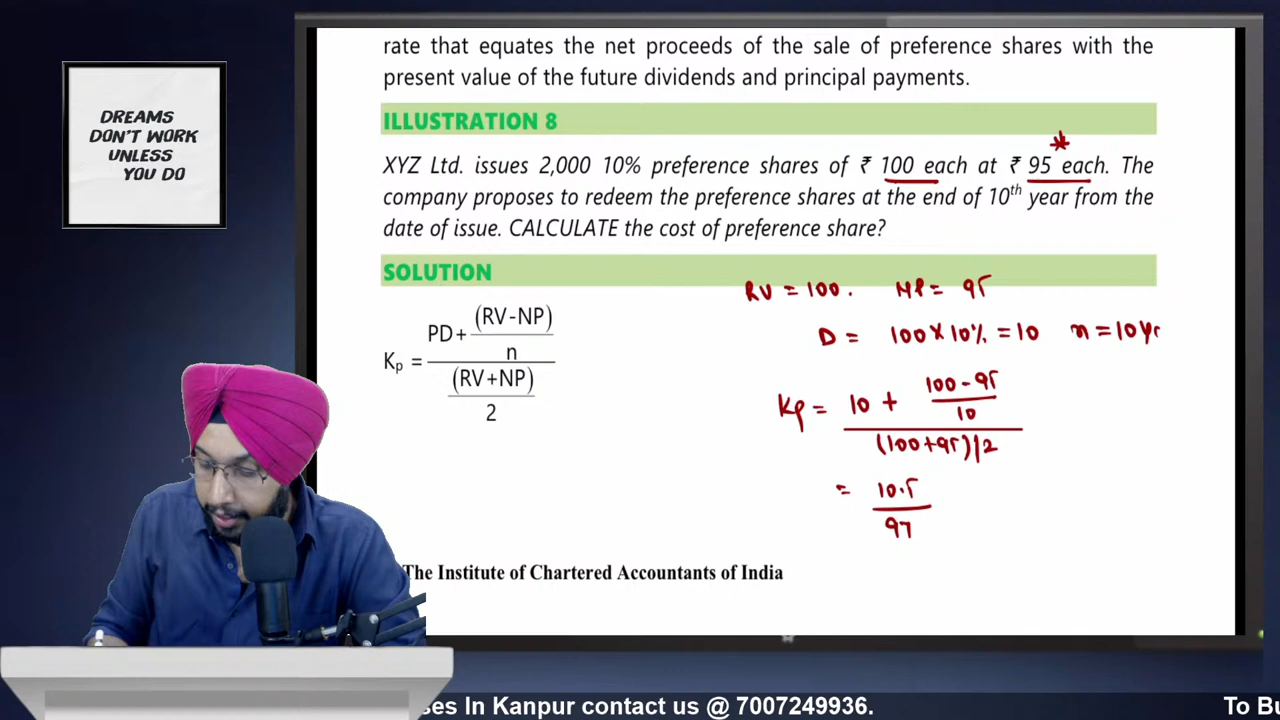 DREAMS
DON'T WORK
UNLESS
YOU DO
rate that equates the net proceeds of the sale of preference shares with the
present value of the future dividends and principal payments.
ILLUSTRATION 8
XYZ Ltd. issues 2,000 10% preference shares of ₹ 100 each at ₹ 95 each. The
company proposes to redeem the preference shares at the end of 10th year from the
date of issue. CALCULATE the cost of preference share?
SOLUTION
RV = 100. NP = 95
D = 100 × 10% = 10 n = 10 yr
Kp = PD+ (RV-NP)
n
(RV+NP)
2
Kp = 10 + 100 - 95
10
(100+95)/2
= 10.5
97
The Institute of Chartered Accountants of India
ses In Kanpur contact us @ 7007249936.
To Bu